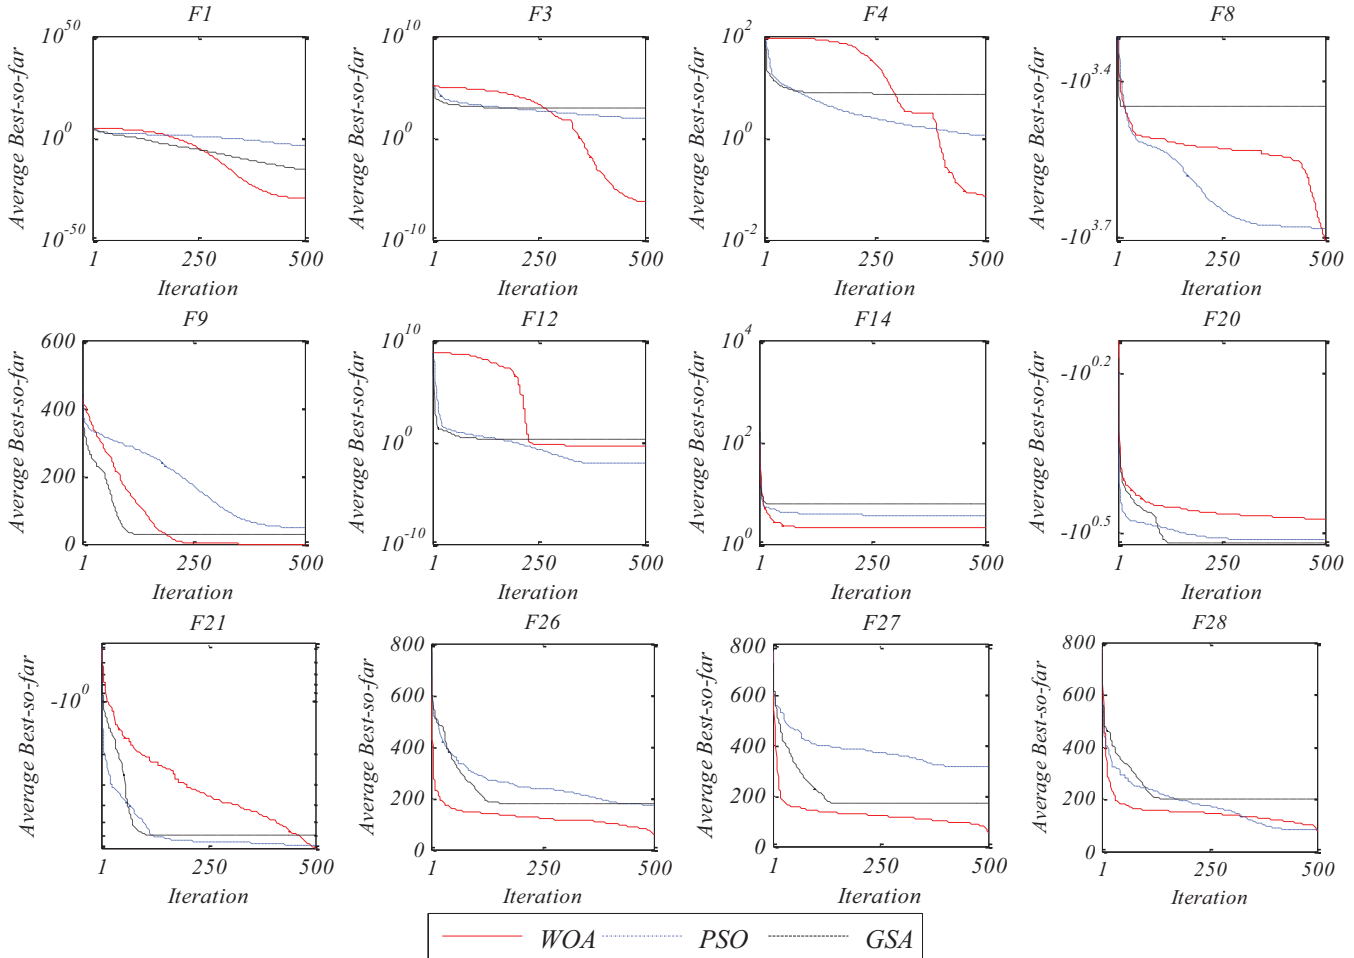 F1
F3
F4
F8
Average Best-so-far
10^50
10^0
10^-50
1
250
500
Iteration
Average Best-so-far
10^10
10^0
10^-10
1
250
500
Iteration
Average Best-so-far
10^2
10^0
10^-2
1
250
500
Iteration
Average Best-so-far
-10^3.4
-10^3.7
1
250
500
Iteration
F9
F12
F14
F20
Average Best-so-far
600
400
200
0
1
250
500
Iteration
Average Best-so-far
10^10
10^0
10^-10
1
250
500
Iteration
Average Best-so-far
10^4
10^2
10^0
1
250
500
Iteration
Average Best-so-far
-10^0.2
-10^0.5
1
250
500
Iteration
F21
F26
F27
F28
Average Best-so-far
-10^0
1
250
500
Iteration
Average Best-so-far
800
600
400
200
0
1
250
500
Iteration
Average Best-so-far
800
600
400
200
0
1
250
500
Iteration
Average Best-so-far
800
600
400
200
0
1
250
500
Iteration
WOA PSO GSA